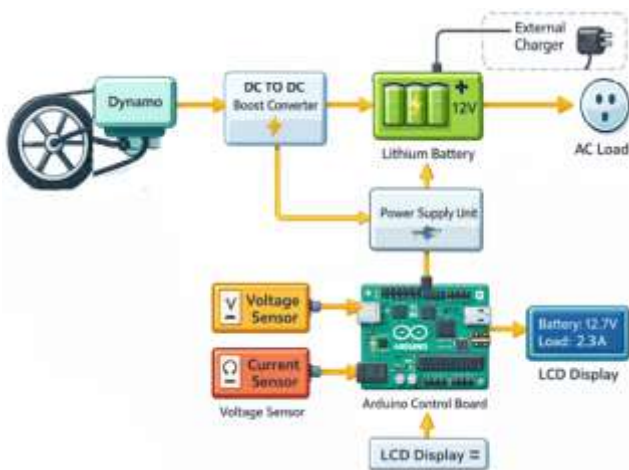 External
Charger
Dynamo
DC TO DC
Boost Converter
+
12V
Lithium Battery
AC Load
Power Supply
Unit
V
Voltage
Sensor
Current
Sensor
Voltage Sensor
ARDUINO
Arduino Control Board
Battery: 12.7V
Load: 2.3A
LCD Display
LCD Display =